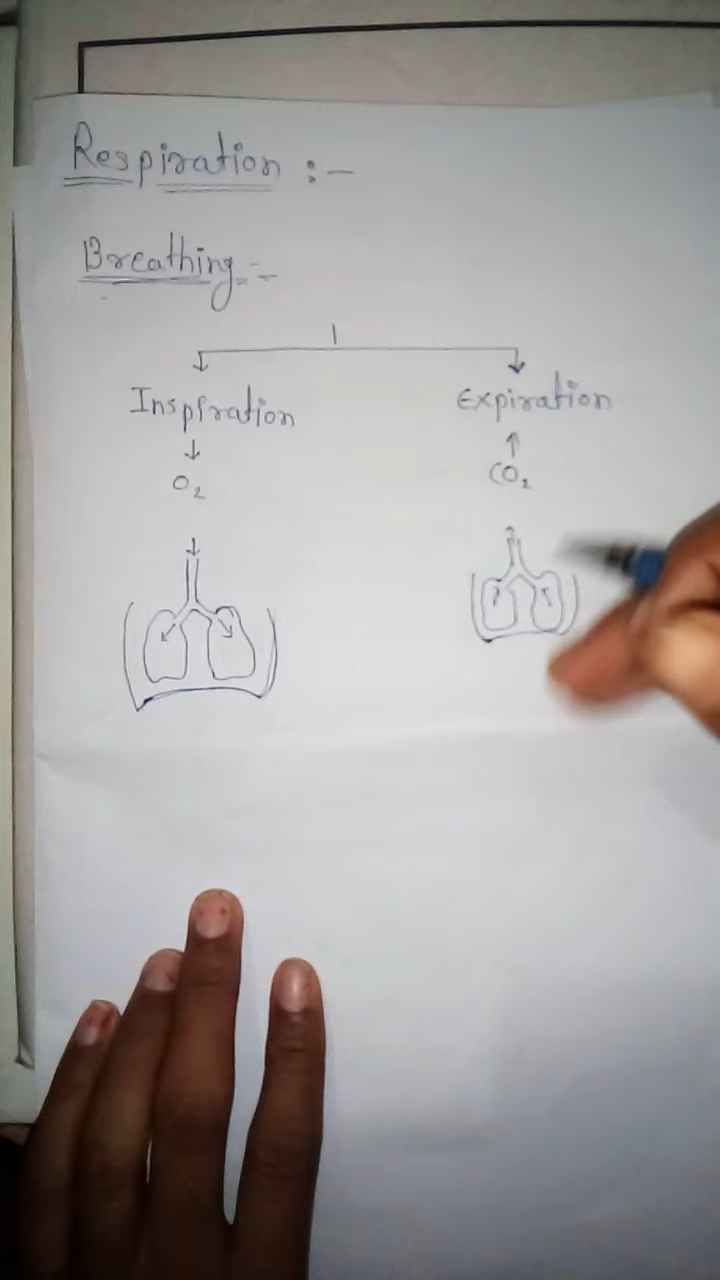 Respiration :-
Breathing :-
Inspiration Expiration
↓ ↑
O₂ CO₂